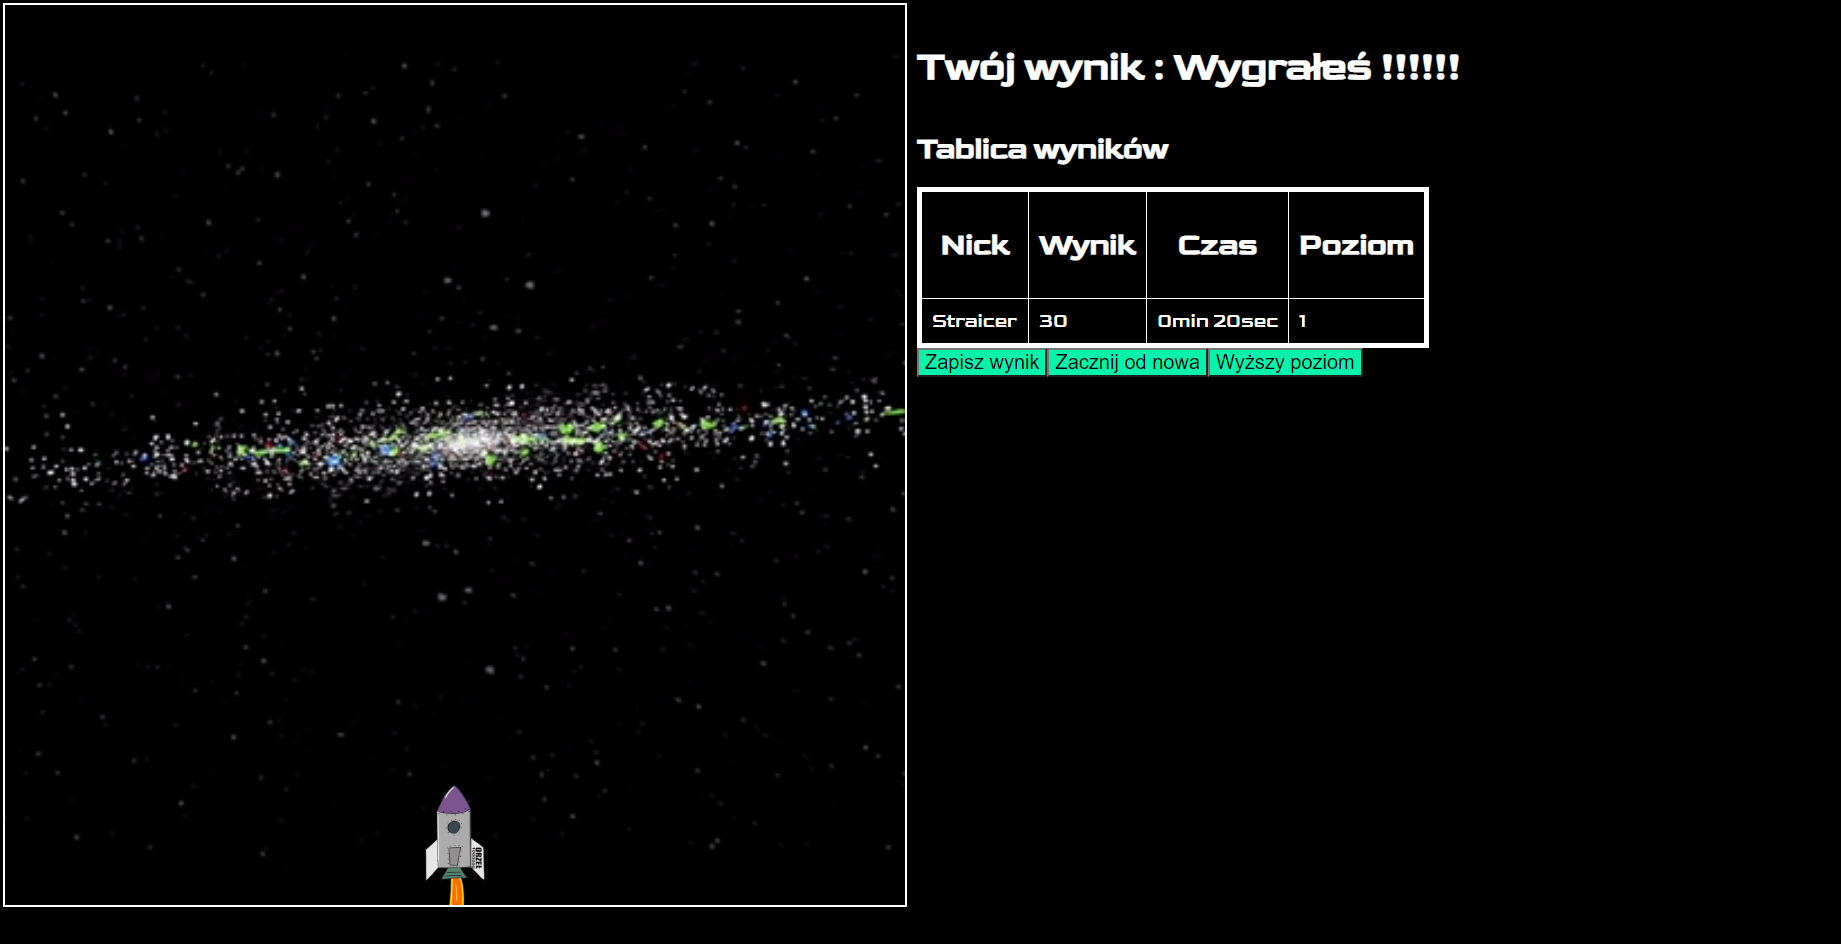 Twój wynik : Wygrałeś !!!!!!
Tablica wyników
Nick Wynik Czas Poziom
Straicer 30 0min 20sec 1
Zapisz wynik Zacznij od nowa Wyższy poziom
ORZEŁ